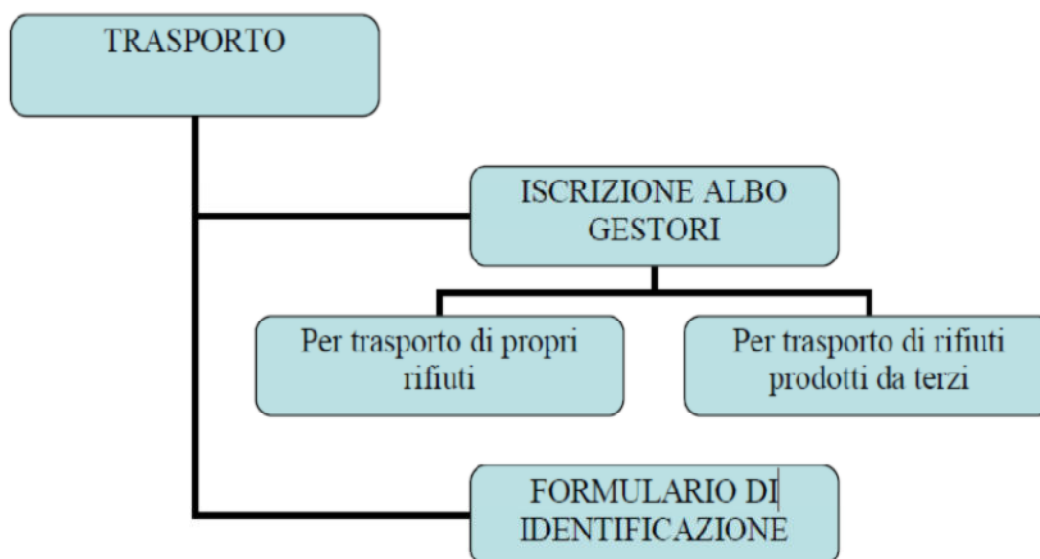 TRASPORTO
ISCRIZIONE ALBO
GESTORI
Per trasporto di propri
rifiuti
Per trasporto di rifiuti
prodotti da terzi
FORMULARIO DI
IDENTIFICAZIONE